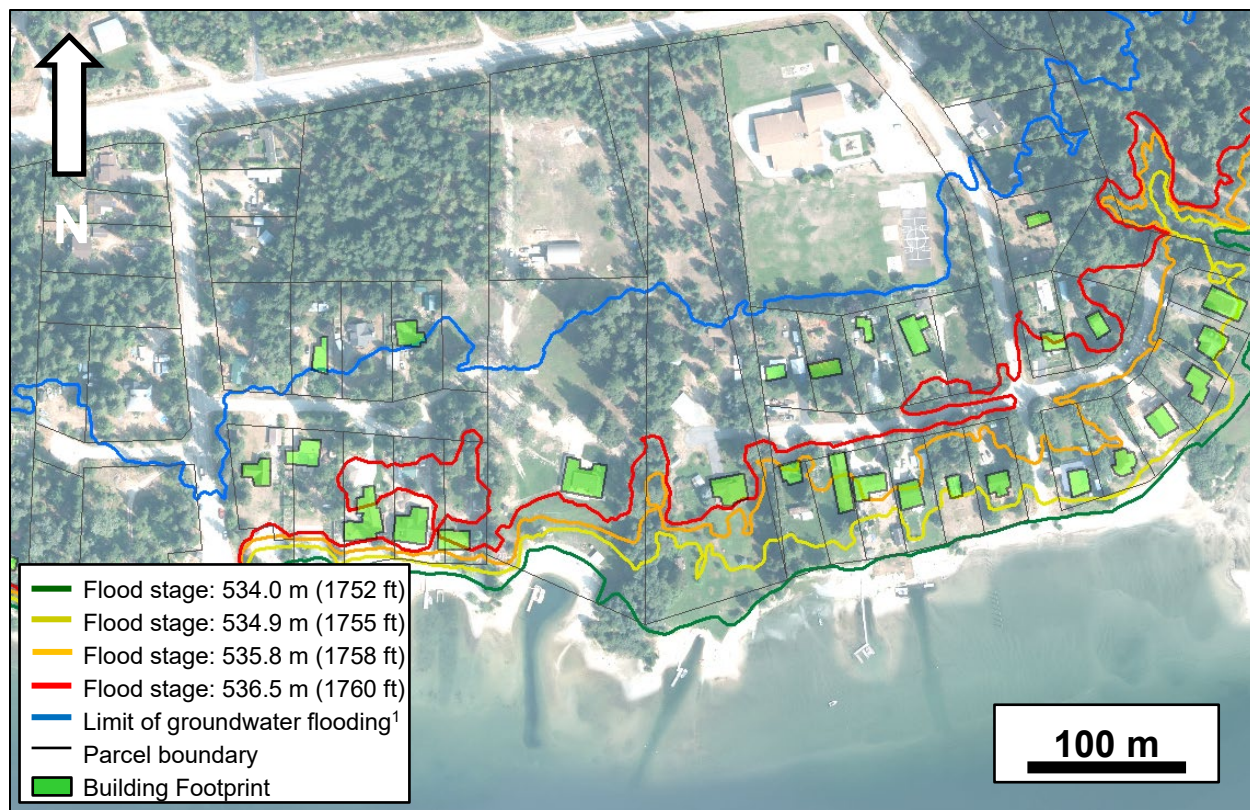 N
Flood stage: 534.0 m (1752 ft)
Flood stage: 534.9 m (1755 ft)
Flood stage: 535.8 m (1758 ft)
Flood stage: 536.5 m (1760 ft)
Limit of groundwater flooding¹
Parcel boundary
Building Footprint
100 m